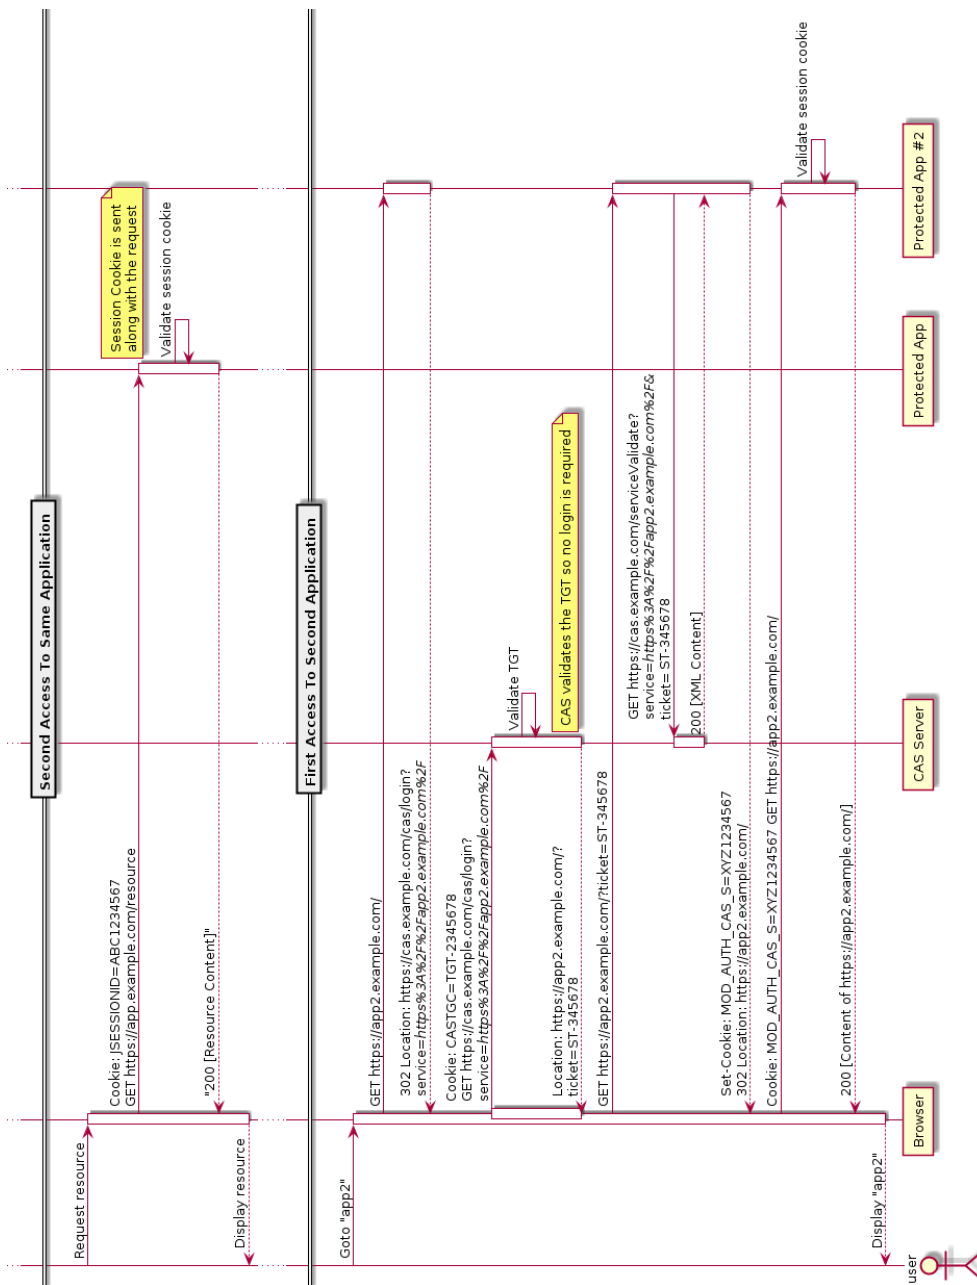 Second Access To Same Application
Request resource
Cookie: JSESSIONID=ABC1234567
GET https://app.example.com/resource
Session Cookie is sent
along with the request
Validate session cookie
"200 [Resource Content]"
Display resource
First Access To Second Application
Goto "app2"
GET https://app2.example.com/
302 Location: https://cas.example.com/cas/login?
service=https%3A%2F%2Fapp2.example.com%2F
Cookie: CASTGC=TGT-2345678
GET https://cas.example.com/cas/login?
service=https%3A%2F%2Fapp2.example.com%2F
Validate TGT
CAS validates the TGT so no login is required
Location: https://app2.example.com/?
ticket=ST-345678
GET https://app2.example.com/?ticket=ST-345678
GET https://cas.example.com/serviceValidate?
service=https%3A%2F%2Fapp2.example.com%2F&
ticket= ST-345678
200 [XML Content]
Set-Cookie: MOD_AUTH_CAS_S=XYZ1234567
302 Location: https://app2.example.com/
Cookie: MOD_AUTH_CAS_S=XYZ1234567 GET https://app2.example.com/
Validate session cookie
200 [Content of https://app2.example.com/]
Display "app2"
user
Browser
CAS Server
Protected App
Protected App #2